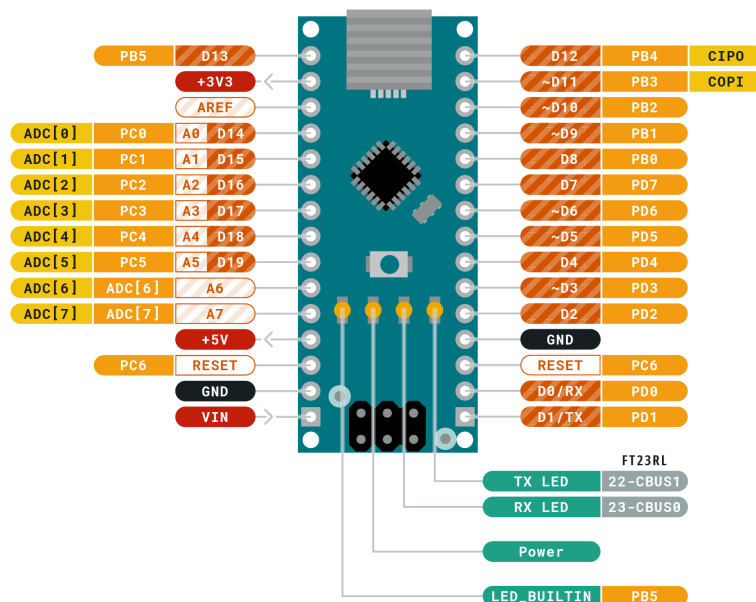 PB5 D13 D12 PB4 CIPO
+3V3 ~D11 PB3 COPI
AREF ~D10 PB2
ADC[0] PC0 A0 D14 ~D9 PB1
ADC[1] PC1 A1 D15 D8 PB0
ADC[2] PC2 A2 D16 D7 PD7
ADC[3] PC3 A3 D17 ~D6 PD6
ADC[4] PC4 A4 D18 ~D5 PD5
ADC[5] PC5 A5 D19 D4 PD4
ADC[6] ADC[6] A6 ~D3 PD3
ADC[7] ADC[7] A7 D2 PD2
+5V GND
PC6 RESET RESET PC6
GND D0/RX PD0
VIN D1/TX PD1
FT23RL
TX LED 22-CBUS1
RX LED 23-CBUS0
Power
LED_BUILTIN PB5